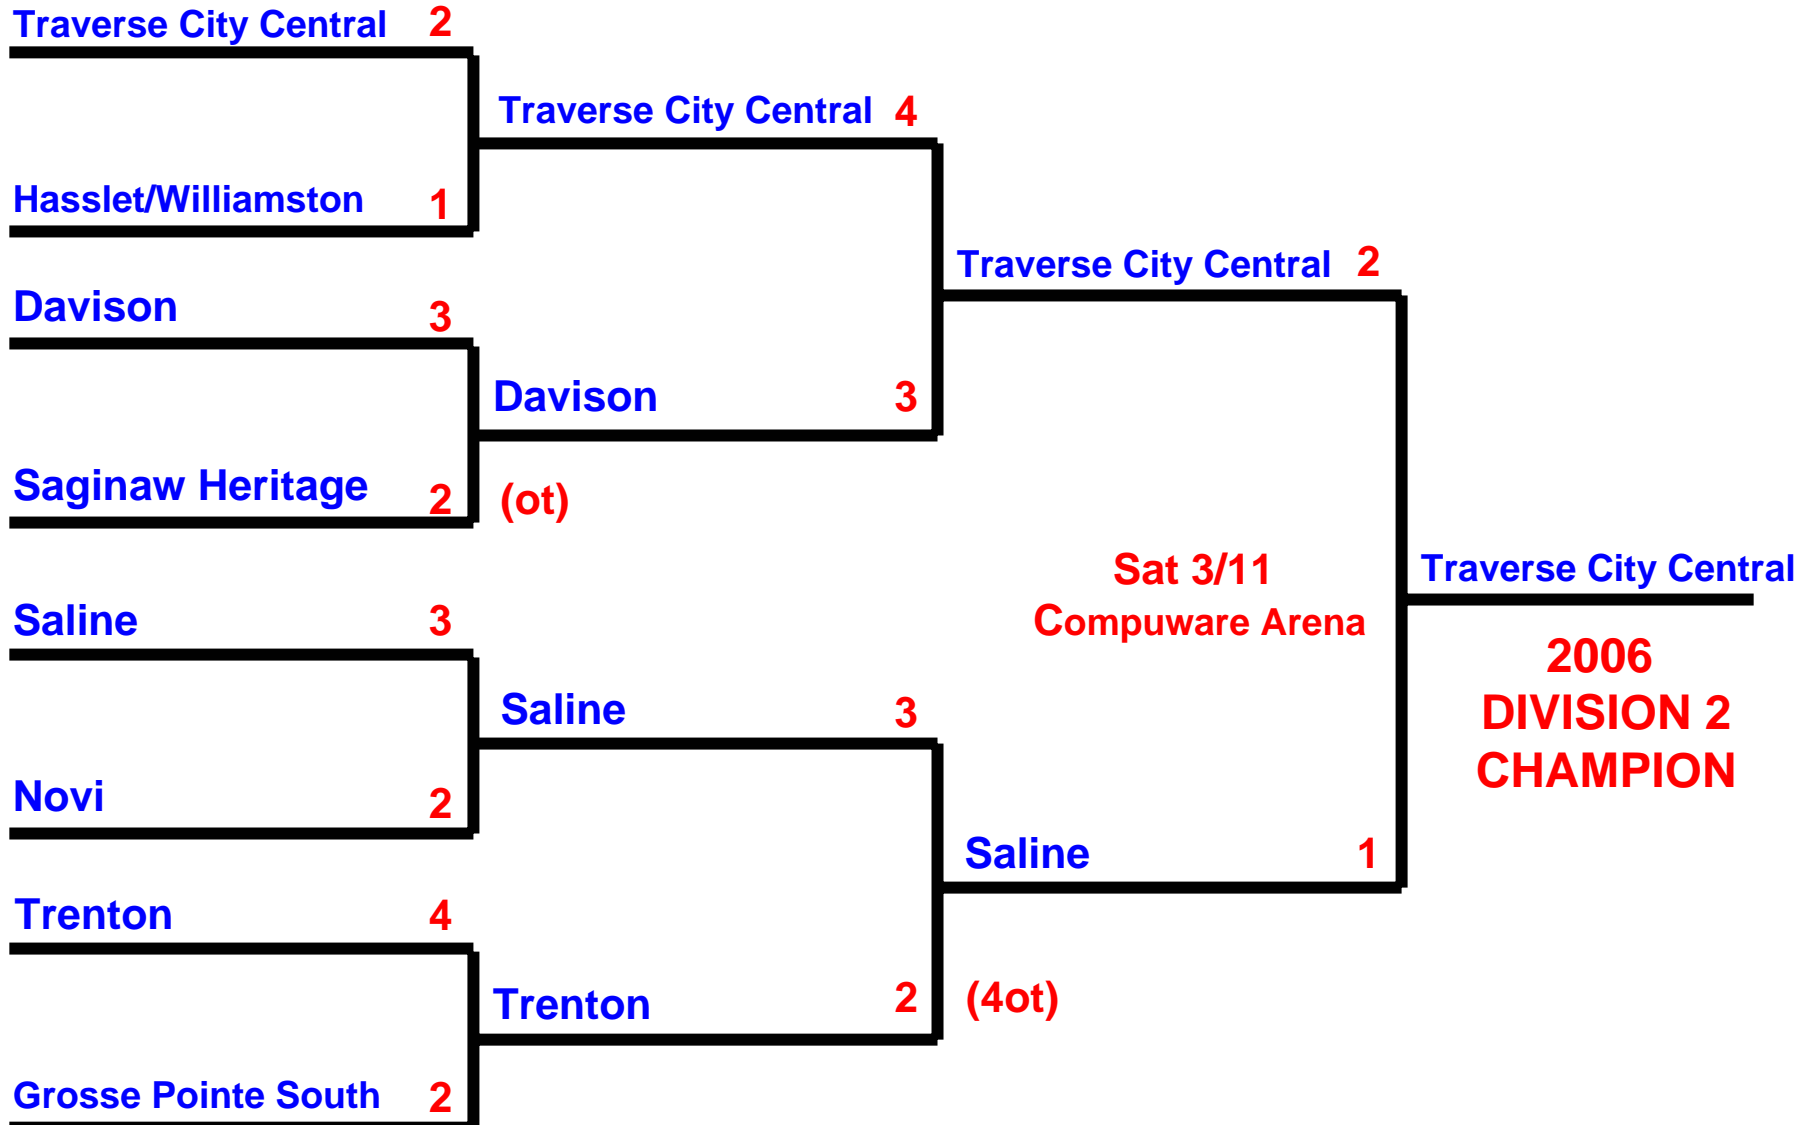 Traverse City Central 2
Traverse City Central 4
Hasslet/Williamston 1
Traverse City Central 2
Davison 3
Davison 3
Saginaw Heritage 2 (ot)
Sat 3/11
Compuware Arena
Traverse City Central
2006
DIVISION 2
CHAMPION
Saline 3
Saline 3
Novi 2
Saline 1
Trenton 4
Trenton 2 (4ot)
Grosse Pointe South 2